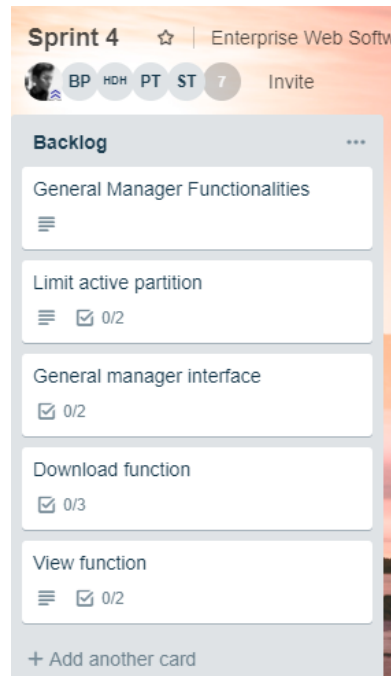 Sprint 4 Enterprise Web Softw
BP HDH PT ST 7 Invite
Backlog
General Manager Functionalities
Limit active partition
0/2
General manager interface
0/2
Download function
0/3
View function
0/2
+ Add another card